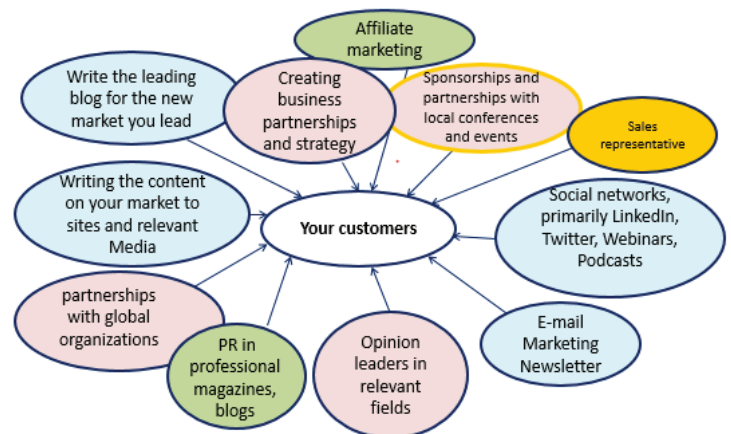 Affiliate
marketing
Write the leading
blog for the new
market you lead
Creating
business
partnerships
and strategy
Sponsorships and
partnerships with
local conferences
and events
Sales
representative
Writing the content
on your market to
sites and relevant
Media
Your customers
Social networks,
primarily LinkedIn,
Twitter, Webinars,
Podcasts
partnerships
with global
organizations
PR in
professional
magazines,
blogs
Opinion
leaders in
relevant
fields
E-mail
Marketing
Newsletter